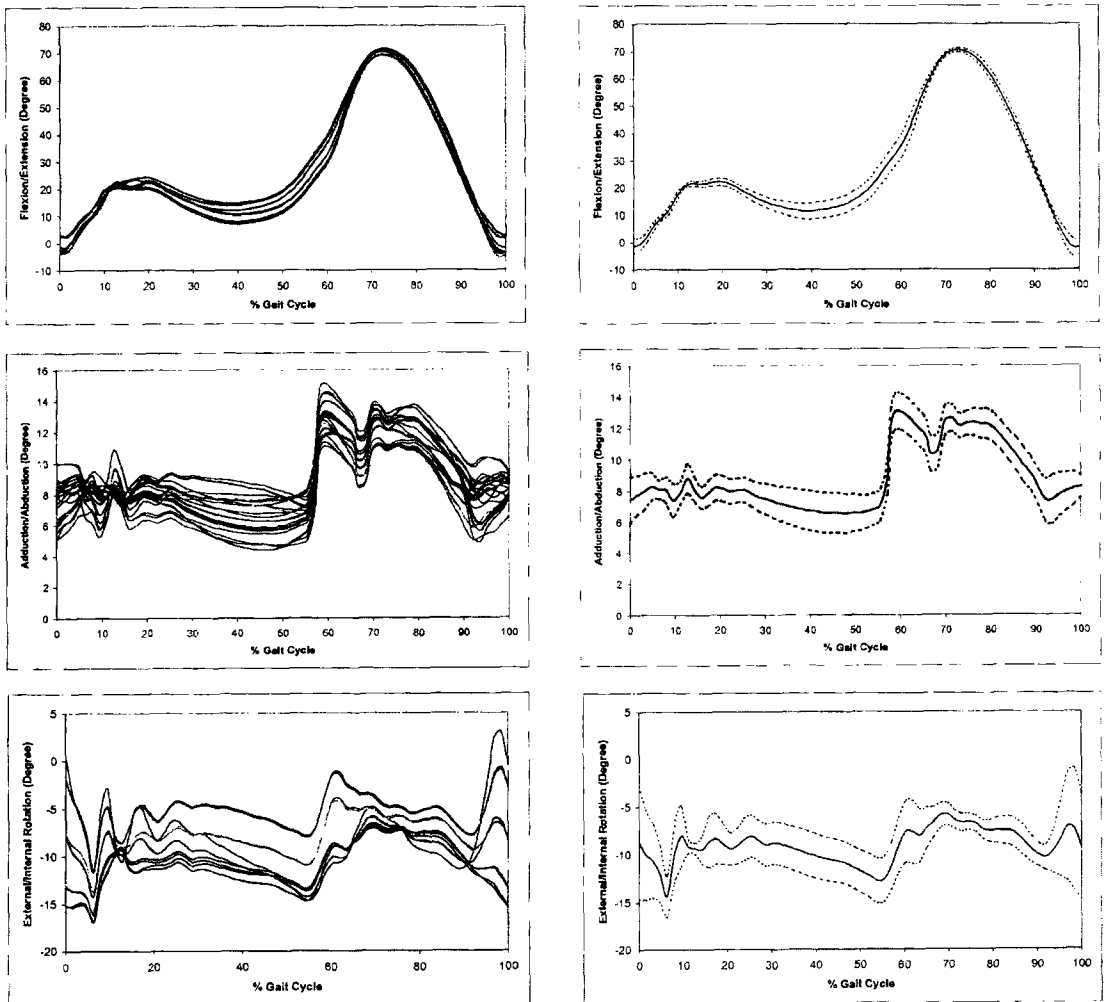 Flexion/Extension (Degree)
80
70
60
50
40
30
20
10
0
-10
0 10 20 30 40 50 60 70 80 90 100
% Gait Cycle
Flexion/Extension (Degree)
80
70
60
50
40
30
20
10
0
-10
0 10 20 30 40 50 60 70 80 90 100
% Gait Cycle
Adduction/Abduction (Degree)
16
14
12
10
8
6
4
2
0
0 10 20 30 40 50 60 70 80 90 100
% Gait Cycle
Adduction/Abduction (Degree)
16
14
12
10
8
6
4
2
0
0 10 20 30 40 50 60 70 80 90 100
% Gait Cycle
External/Internal Rotation (Degree)
5
0
-5
-10
-15
-20
0 20 40 60 80 100
% Gait Cycle
External/Internal Rotation (Degree)
5
0
-5
-10
-15
-20
0 10 20 30 40 50 60 70 80 90 100
% Gait Cycle